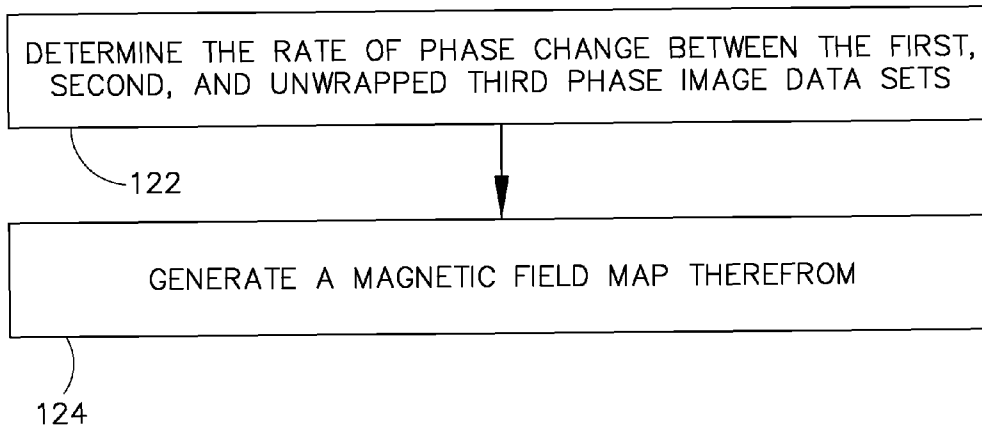 DETERMINE THE RATE OF PHASE CHANGE BETWEEN THE FIRST,
SECOND, AND UNWRAPPED THIRD PHASE IMAGE DATA SETS
122
GENERATE A MAGNETIC FIELD MAP THEREFROM
124